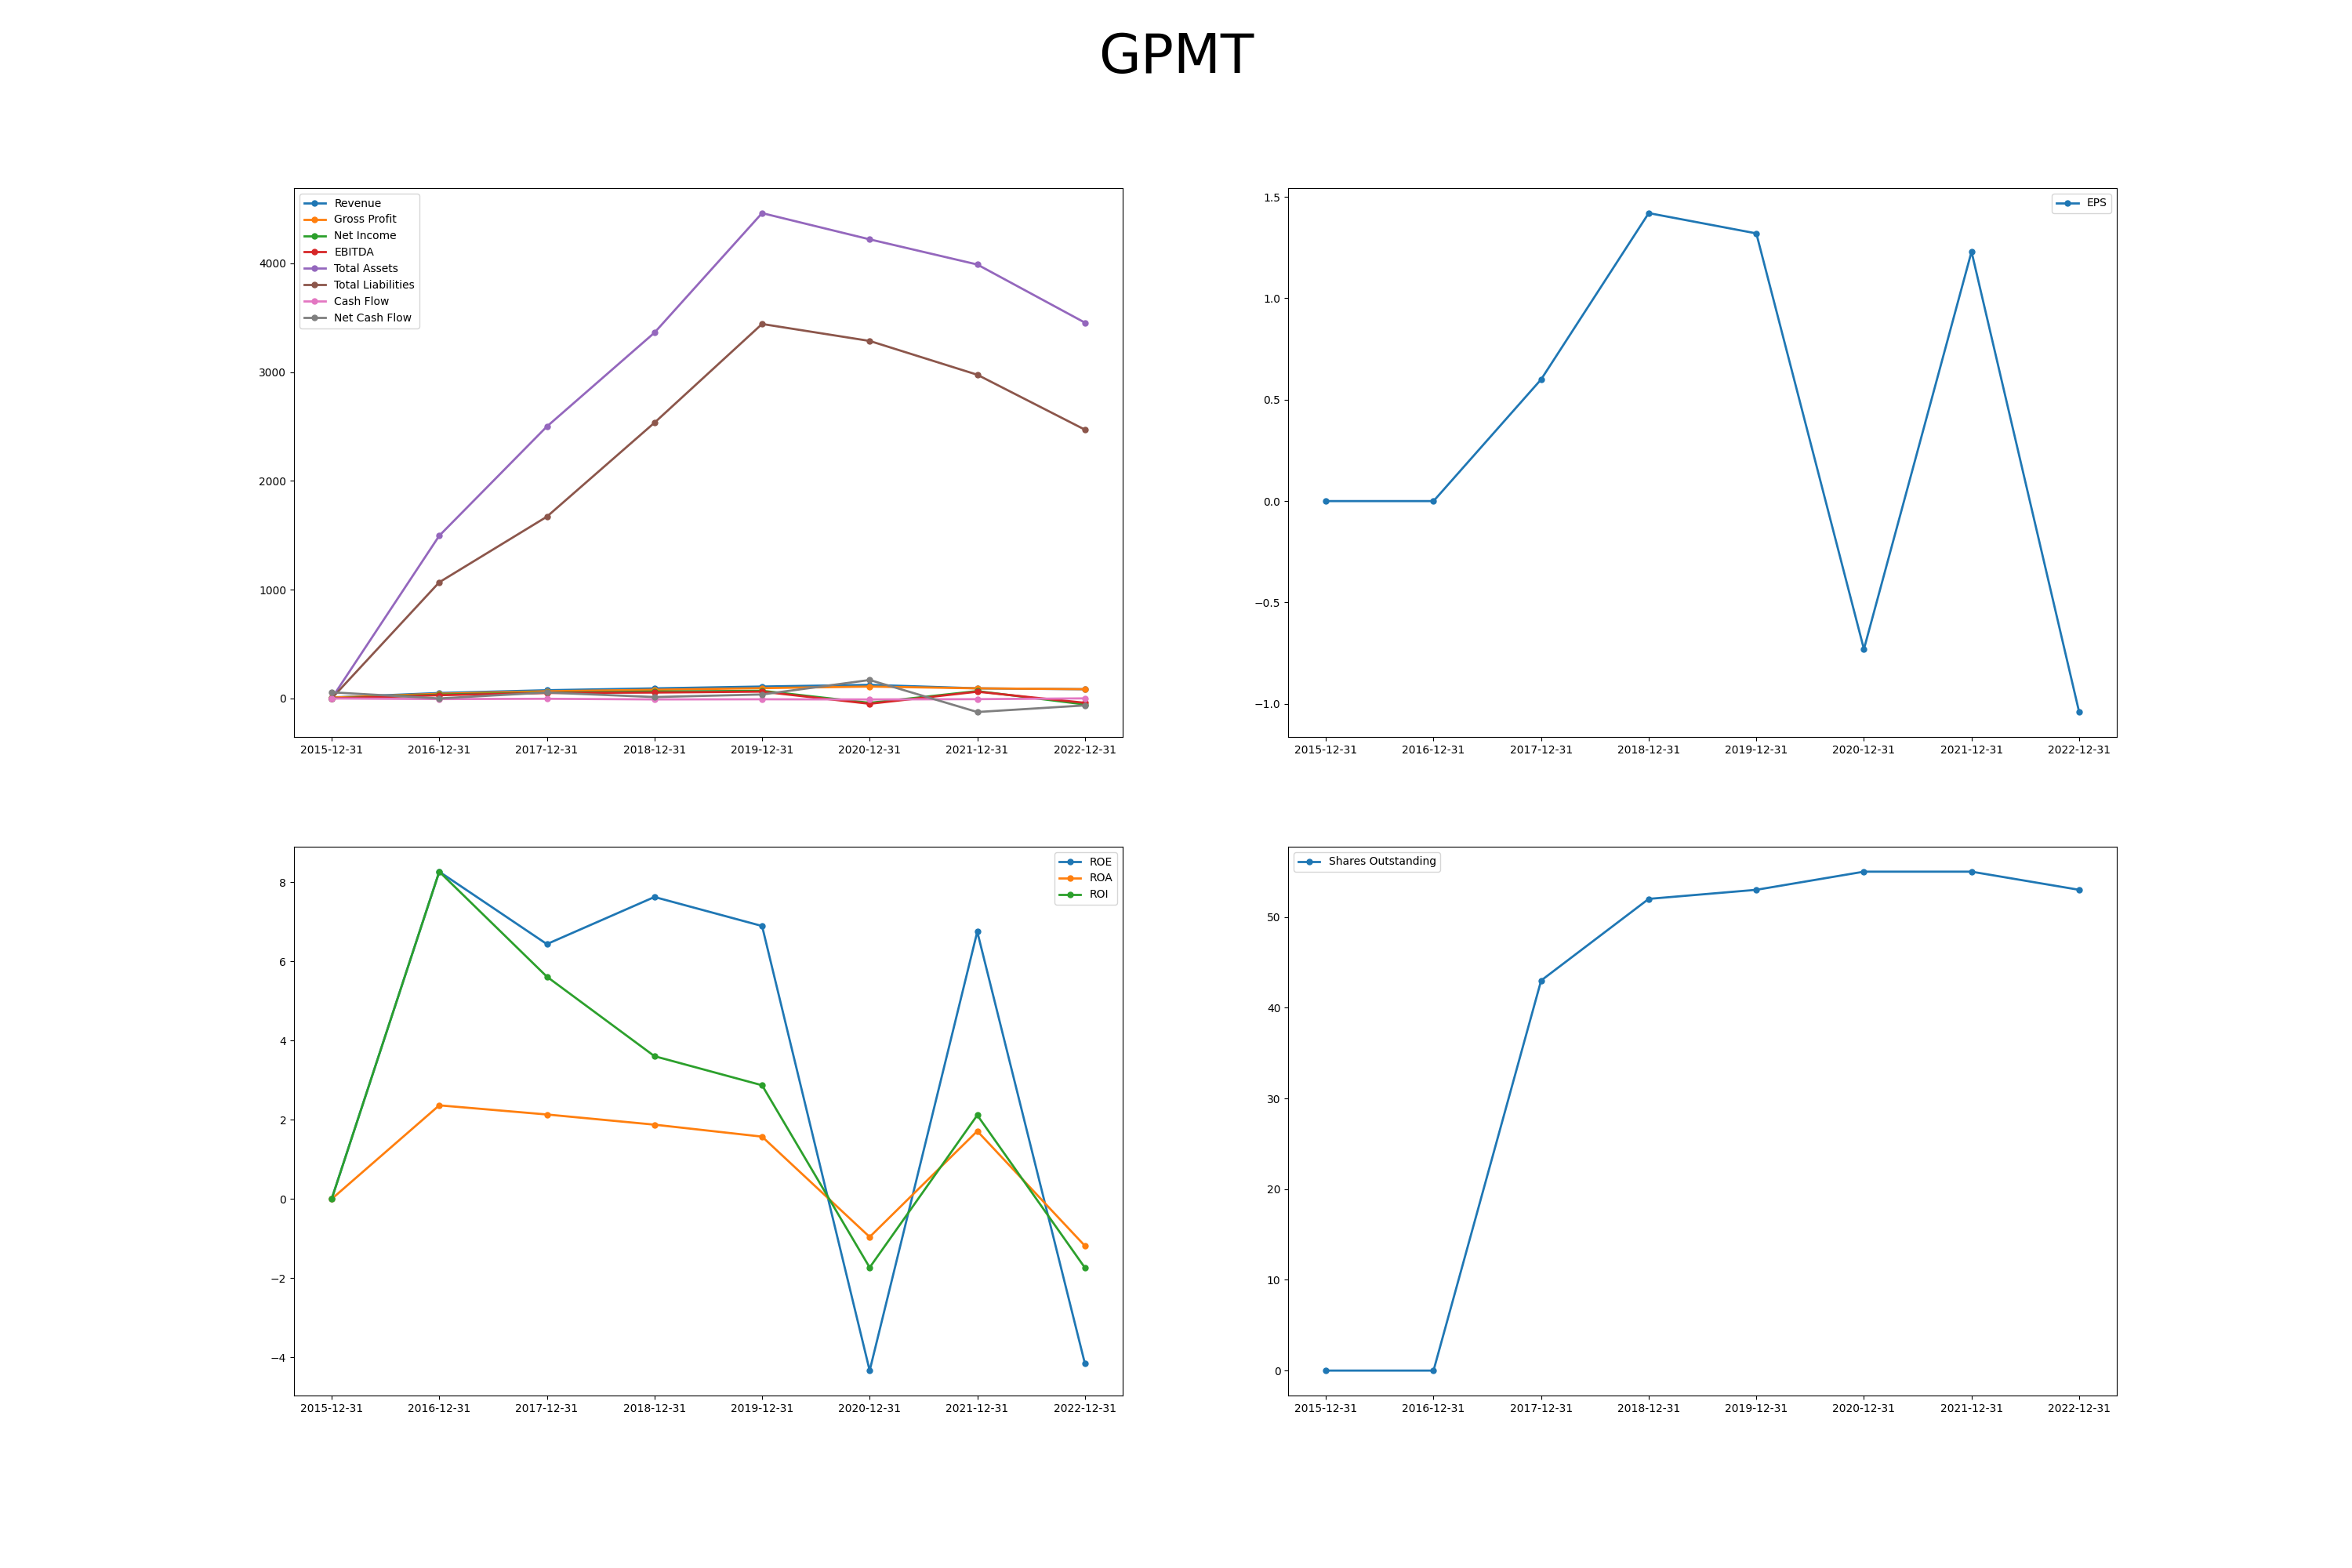 GPMT
Revenue
Gross Profit
Net Income
EBITDA
Total Assets
Total Liabilities
Cash Flow
Net Cash Flow
4000
3000
2000
1000
0
2015-12-31 2016-12-31 2017-12-31 2018-12-31 2019-12-31 2020-12-31 2021-12-31 2022-12-31
EPS
1.5
1.0
0.5
0.0
−0.5
−1.0
2015-12-31 2016-12-31 2017-12-31 2018-12-31 2019-12-31 2020-12-31 2021-12-31 2022-12-31
ROE
ROA
ROI
8
6
4
2
0
−2
−4
2015-12-31 2016-12-31 2017-12-31 2018-12-31 2019-12-31 2020-12-31 2021-12-31 2022-12-31
Shares Outstanding
50
40
30
20
10
0
2015-12-31 2016-12-31 2017-12-31 2018-12-31 2019-12-31 2020-12-31 2021-12-31 2022-12-31